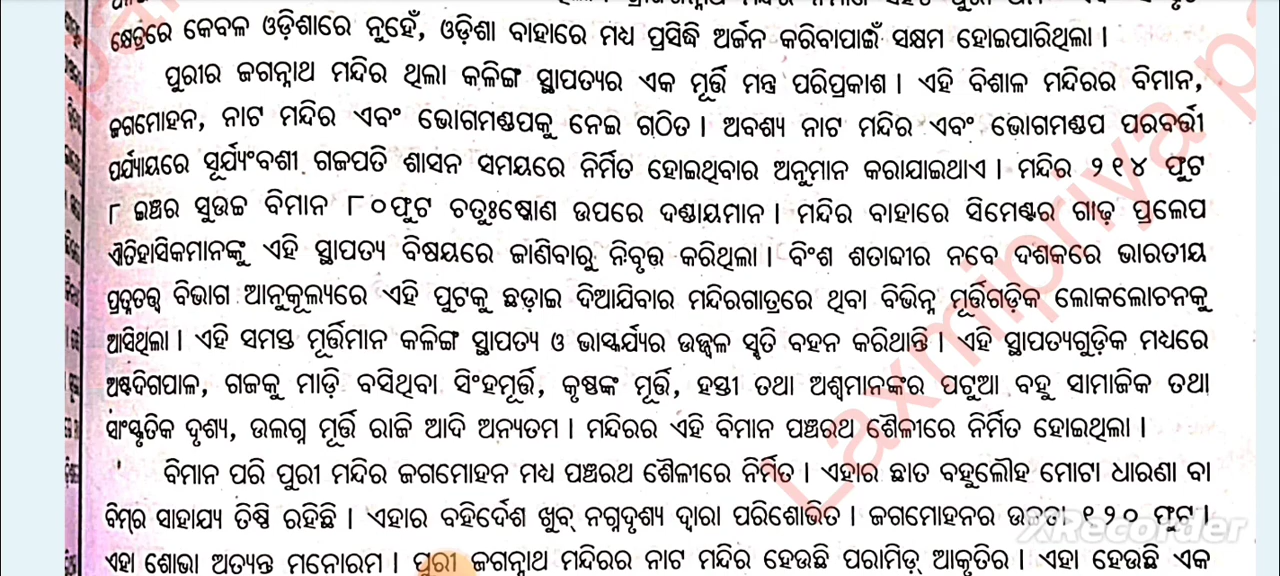 କ୍ଷେତ୍ରରେ କେବଳ ଓଡ଼ିଶାରେ ନୁହେଁ, ଓଡ଼ିଶା ବାହାରେ ମଧ୍ୟ ପ୍ରସିଦ୍ଧି ଅର୍ଜନ କରିବାପାଇଁ ସକ୍ଷମ ହୋଇପାରିଥିଲା ।
ପୁରୀର ଜଗନ୍ନାଥ ମନ୍ଦିର ଥିଲା କଳିଙ୍ଗ ସ୍ଥାପତ୍ୟର ଏକ ମୂର୍ତ୍ତି ମନ୍ତ ପରିପ୍ରକାଶ । ଏହି ବିଶାଳ ମନ୍ଦିରର ବିମାନ,
ଜଗମୋହନ, ନାଟ ମନ୍ଦିର ଏବଂ ଭୋଗମଣ୍ଡପକୁ ନେଇ ଗଠିତ । ଅବଶ୍ୟ ନାଟ ମନ୍ଦିର ଏବଂ ଭୋଗମଣ୍ଡପ ପରବର୍ତ୍ତୀ
ପର୍ଯ୍ୟାୟରେ ସୂର୍ଯ୍ୟବଂଶୀ ଗଜପତି ଶାସନ ସମୟରେ ନିର୍ମିତ ହୋଇଥିବାର ଅନୁମାନ କରାଯାଇଥାଏ । ମନ୍ଦିର ୨୧୪ ଫୁଟ
୮ ଇଞ୍ଚର ସୁଉଚ୍ଚ ବିମାନ ୮୦ଫୁଟ ଚତୁଃଷ୍କୋଣ ଉପରେ ଦଣ୍ଡାୟମାନ । ମନ୍ଦିର ବାହାରେ ସିମେଣ୍ଟର ଗାଢ଼ ପ୍ରଲେପ
ଐତିହାସିକମାନଙ୍କୁ ଏହି ସ୍ଥାପତ୍ୟ ବିଷୟରେ ଜାଣିବାରୁ ନିବୃତ୍ତ କରିଥିଲା । ବିଂଶ ଶତାବ୍ଦୀର ନବେ ଦଶକରେ ଭାରତୀୟ
ପ୍ରତ୍ନତତ୍ତ୍ୱ ବିଭାଗ ଆନୁକୂଲ୍ୟରେ ଏହି ପୁଟକୁ ଛଡ଼ାଇ ଦିଆଯିବାର ମନ୍ଦିରଗାତ୍ରରେ ଥିବା ବିଭିନ୍ନ ମୂର୍ତ୍ତିଗଡ଼ିକ ଲୋକଲୋଚନକୁ
ଆସିଥିଲା । ଏହି ସମସ୍ତ ମୂର୍ତ୍ତିମାନ କଳିଙ୍ଗ ସ୍ଥାପତ୍ୟ ଓ ଭାସ୍କର୍ଯ୍ୟର ଉଜ୍ଜ୍ୱଳ ସ୍ମୃତି ବହନ କରିଥାନ୍ତି । ଏହି ସ୍ଥାପତ୍ୟଗୁଡ଼ିକ ମଧ୍ୟରେ
ଅଷ୍ଟଦିଗପାଳ, ଗଜକୁ ମାଡ଼ି ବସିଥିବା ସିଂହମୂର୍ତ୍ତି, କୃଷ୍ଣଙ୍କ ମୂର୍ତ୍ତି, ହସ୍ତୀ ତଥା ଅଶ୍ୱମାନଙ୍କର ପଟୁଆ ବହୁ ସାମାଜିକ ତଥା
ସାଂସ୍କୃତିକ ଦୃଶ୍ୟ, ଉଲଗ୍ନ ମୂର୍ତ୍ତି ରାଜି ଆଦି ଅନ୍ୟତମ । ମନ୍ଦିରର ଏହି ବିମାନ ପଞ୍ଚରଥ ଶୈଳୀରେ ନିର୍ମିତ ହୋଇଥିଲା ।
ବିମାନ ପରି ପୁରୀ ମନ୍ଦିର ଜଗମୋହନ ମଧ୍ୟ ପଞ୍ଚରଥ ଶୈଳୀରେ ନିର୍ମିତ । ଏହାର ଛାତ ବହୁଲୌହ ମୋଟା ଧାରଣା ବା
ବିମ୍‌ର ସାହାଯ୍ୟ ତିଷ୍ଠି ରହିଛି । ଏହାର ବହିର୍ଦେଶ ଖୁବ୍ ନଗ୍ନଦୃଶ୍ୟ ଦ୍ୱାରା ପରିଶୋଭିତ । ଜଗମୋହନର ଉଚ୍ଚତା ୧୨୦ ଫୁଟ ।
ଏହା ଶୋଭା ଅତ୍ୟନ୍ତ ମନୋରମ । ପୁରୀ ଜଗନ୍ନାଥ ମନ୍ଦିରର ନାଟ ମନ୍ଦିର ହେଉଛି ପରାମିଡ଼୍ ଆକୃତିର । ଏହା ହେଉଛି ଏକ
Laxmipriya pa
XRecorder